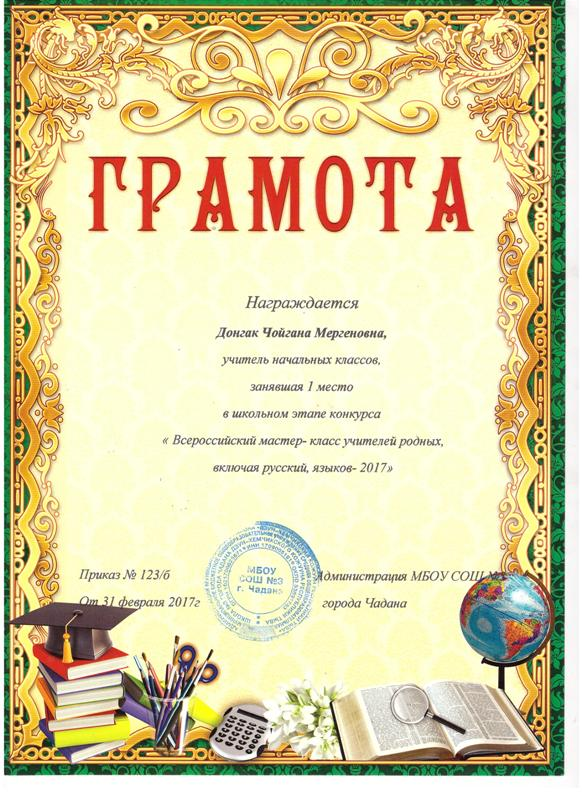 ГРАМОТА
Награждается
Донгак Чойгана Мергеновна,
учитель начальных классов,
занявшая 1 место
в школьном этапе конкурса
« Всероссийский мастер- класс учителей родных,
включая русский, языков- 2017»
Приказ № 123/б
Администрация МБОУ СОШ
От 31 февраля 2017г
города Чадана
МБОУ
СОШ №3
г. Чадана